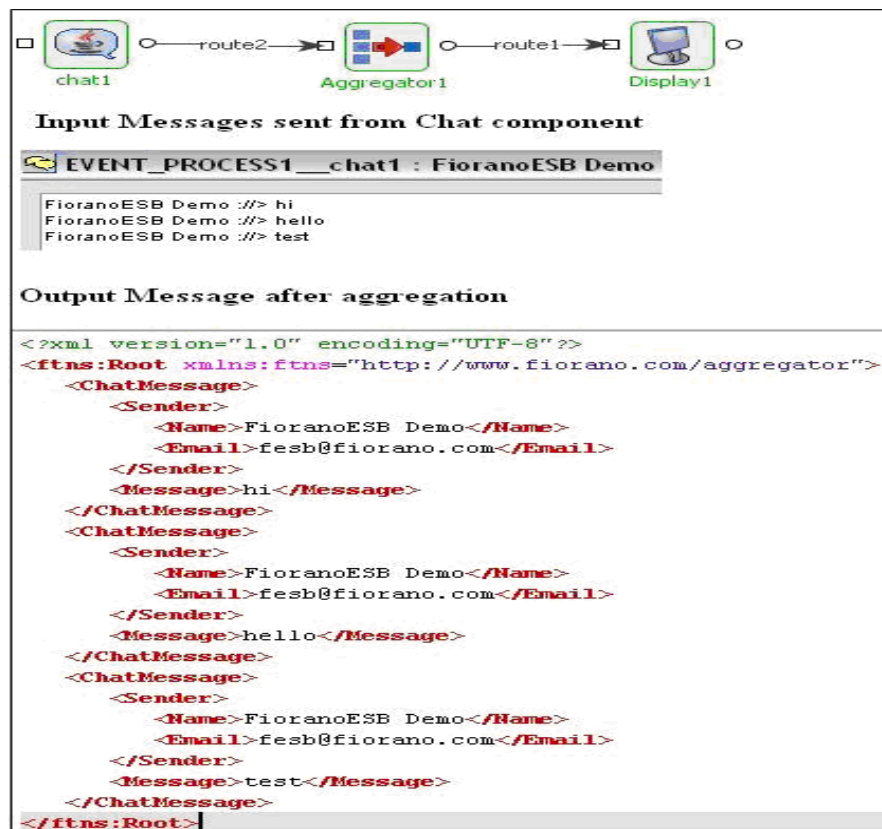 route2
route1
chat1
Aggregator1
Display1
Input Messages sent from Chat component
EVENT_PROCESS1__chat1 : FioranoESB Demo
FioranoESB Demo ://> hi
FioranoESB Demo ://> hello
FioranoESB Demo ://> test
Output Message after aggregation
<?xml version="1.0" encoding="UTF-8"?>
<ftns:Root xmlns:ftns="http://www.fiorano.com/aggregator">
<ChatMessage>
<Sender>
<Name>FioranoESB Demo</Name>
<Email>fesb@fiorano.com</Email>
</Sender>
<Message>hi</Message>
</ChatMessage>
<ChatMessage>
<Sender>
<Name>FioranoESB Demo</Name>
<Email>fesb@fiorano.com</Email>
</Sender>
<Message>hello</Message>
</ChatMessage>
<ChatMessage>
<Sender>
<Name>FioranoESB Demo</Name>
<Email>fesb@fiorano.com</Email>
</Sender>
<Message>test</Message>
</ChatMessage>
</ftns:Root>